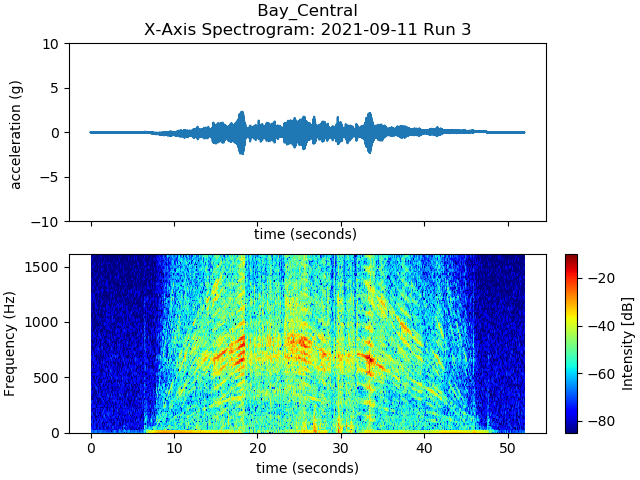 Bay_Central
X-Axis Spectrogram: 2021-09-11 Run 3
10
5
0
−5
−10
acceleration (g)
time (seconds)
1500
1000
500
0
Frequency (Hz)
0 10 20 30 40 50
time (seconds)
−20
−40
−60
−80
Intensity [dB]